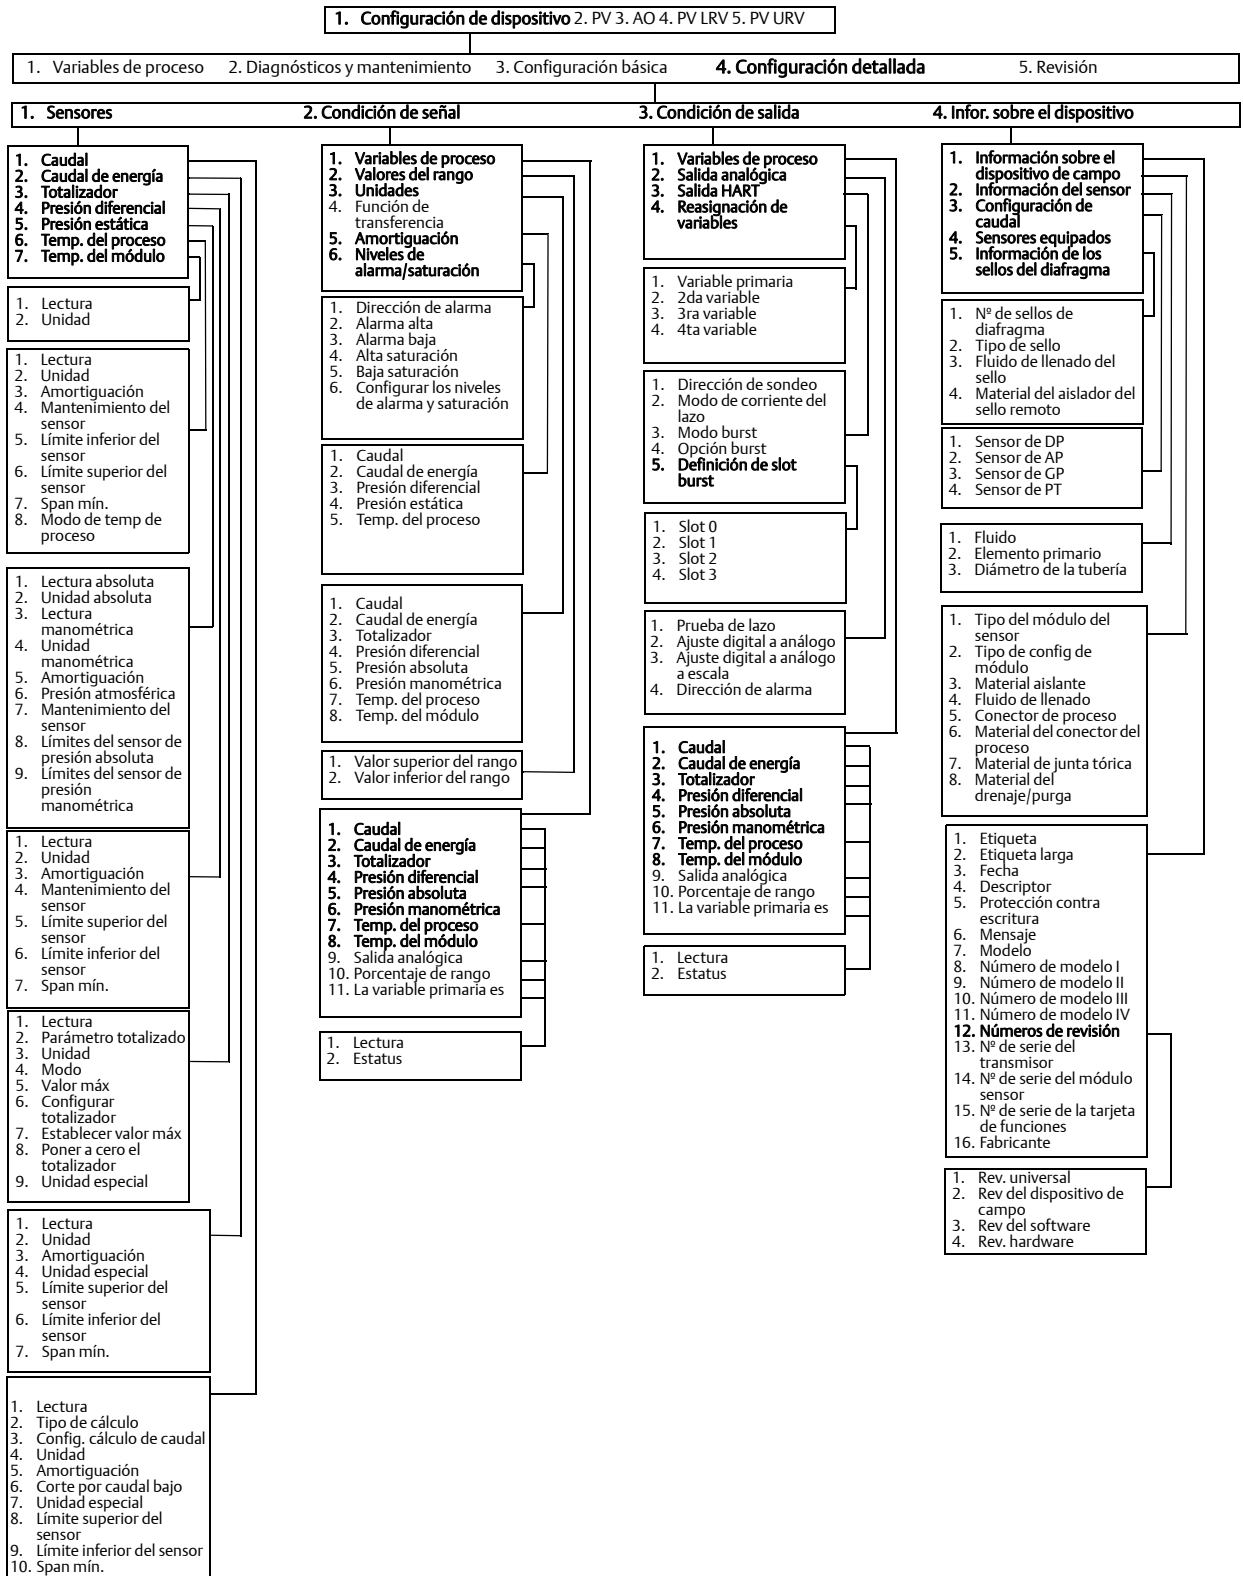 1. Configuración de dispositivo 2. PV 3. AO 4. PV LRV 5. PV URV
1. Variables de proceso 2. Diagnósticos y mantenimiento 3. Configuración básica 4. Configuración detallada 5. Revisión
1. Sensores 2. Condición de señal 3. Condición de salida 4. Infor. sobre el dispositivo
1. Caudal
2. Caudal de energía
3. Totalizador
4. Presión diferencial
5. Presión estática
6. Temp. del proceso
7. Temp. del módulo
1. Lectura
2. Unidad
1. Lectura
2. Unidad
3. Amortiguación
4. Mantenimiento del
sensor
5. Límite inferior del
sensor
6. Límite superior del
sensor
7. Span mín.
8. Modo de temp de
proceso
1. Lectura absoluta
2. Unidad absoluta
3. Lectura
manométrica
4. Unidad
manométrica
5. Amortiguación
6. Presión atmosférica
7. Mantenimiento del
sensor
8. Límites del sensor de
presión absoluta
9. Límites del sensor de
presión
manométrica
1. Lectura
2. Unidad
3. Amortiguación
4. Mantenimiento del
sensor
5. Límite superior del
sensor
6. Límite inferior del
sensor
7. Span mín.
1. Lectura
2. Parámetro totalizado
3. Unidad
4. Modo
5. Valor máx
6. Configurar
totalizador
7. Establecer valor máx
8. Poner a cero el
totalizador
9. Unidad especial
1. Lectura
2. Unidad
3. Amortiguación
4. Unidad especial
5. Límite superior del
sensor
6. Límite inferior del
sensor
7. Span mín.
1. Lectura
2. Tipo de cálculo
3. Config. cálculo de caudal
4. Unidad
5. Amortiguación
6. Corte por caudal bajo
7. Unidad especial
8. Límite superior del
sensor
9. Límite inferior del sensor
10. Span mín.
1. Variables de proceso
2. Valores del rango
3. Unidades
4. Función de
transferencia
5. Amortiguación
6. Niveles de
alarma/saturación
1. Dirección de alarma
2. Alarma alta
3. Alarma baja
4. Alta saturación
5. Baja saturación
6. Configurar los niveles
de alarma y saturación
1. Caudal
2. Caudal de energía
3. Presión diferencial
4. Presión estática
5. Temp. del proceso
1. Caudal
2. Caudal de energía
3. Totalizador
4. Presión diferencial
5. Presión absoluta
6. Presión manométrica
7. Temp. del proceso
8. Temp. del módulo
1. Valor superior del rango
2. Valor inferior del rango
1. Caudal
2. Caudal de energía
3. Totalizador
4. Presión diferencial
5. Presión absoluta
6. Presión manométrica
7. Temp. del proceso
8. Temp. del módulo
9. Salida analógica
10. Porcentaje de rango
11. La variable primaria es
1. Lectura
2. Estatus
1. Variables de proceso
2. Salida analógica
3. Salida HART
4. Reasignación de
variables
1. Variable primaria
2. 2da variable
3. 3ra variable
4. 4ta variable
1. Dirección de sondeo
2. Modo de corriente del
lazo
3. Modo burst
4. Opción burst
5. Definición de slot
burst
1. Slot 0
2. Slot 1
3. Slot 2
4. Slot 3
1. Prueba de lazo
2. Ajuste digital a análogo
3. Ajuste digital a análogo
a escala
4. Dirección de alarma
1. Caudal
2. Caudal de energía
3. Totalizador
4. Presión diferencial
5. Presión absoluta
6. Presión manométrica
7. Temp. del proceso
8. Temp. del módulo
9. Salida analógica
10. Porcentaje de rango
11. La variable primaria es
1. Lectura
2. Estatus
1. Información sobre el
dispositivo de campo
2. Información del sensor
3. Configuración de
caudal
4. Sensores equipados
5. Información de los
sellos del diafragma
1. Nº de sellos de
diafragma
2. Tipo de sello
3. Fluido de llenado del
sello
4. Material del aislador del
sello remoto
1. Sensor de DP
2. Sensor de AP
3. Sensor de GP
4. Sensor de PT
1. Fluido
2. Elemento primario
3. Diámetro de la tubería
1. Tipo del módulo del
sensor
2. Tipo de config de
módulo
3. Material aislante
4. Fluido de llenado
5. Conector de proceso
6. Material del conector del
proceso
7. Material de junta tórica
8. Material del
drenaje/purga
1. Etiqueta
2. Etiqueta larga
3. Fecha
4. Descriptor
5. Protección contra
escritura
6. Mensaje
7. Modelo
8. Número de modelo I
9. Número de modelo II
10. Número de modelo III
11. Número de modelo IV
12. Números de revisión
13. Nº de serie del
transmisor
14. Nº de serie del módulo
sensor
15. Nº de serie de la tarjeta
de funciones
16. Fabricante
1. Rev. universal
2. Rev del dispositivo de
campo
3. Rev del software
4. Rev. hardware